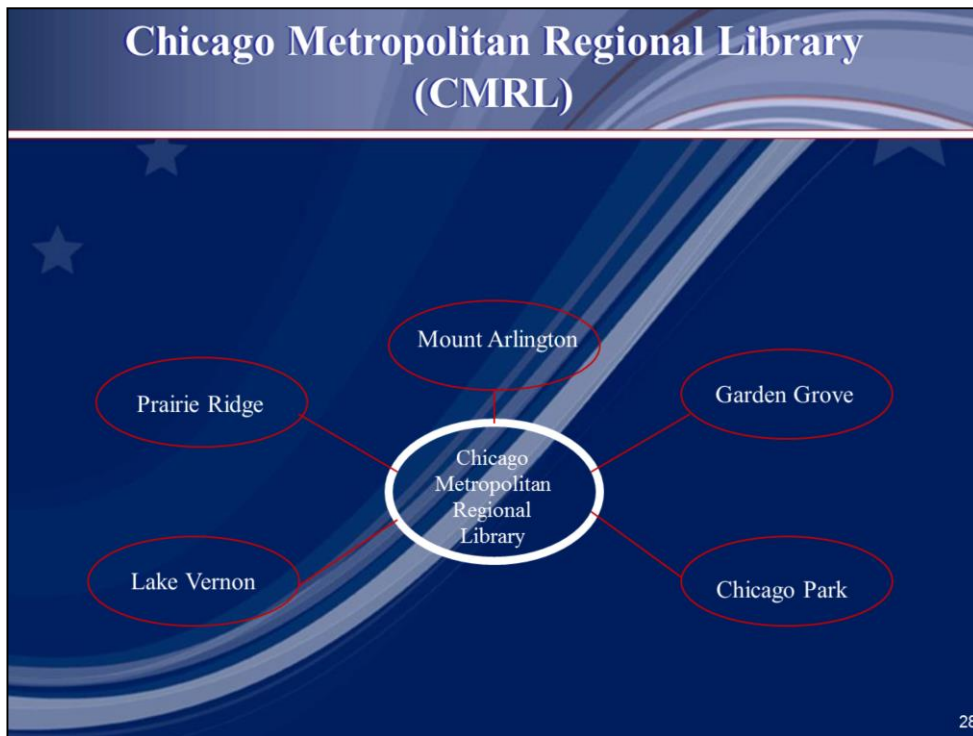 Chicago Metropolitan Regional Library
(CMRL)
Mount Arlington
Prairie Ridge
Garden Grove
Chicago
Metropolitan
Regional
Library
Lake Vernon
Chicago Park
28